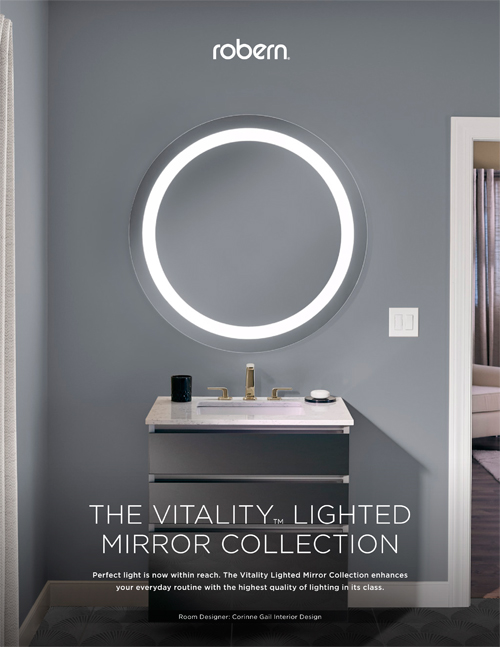 robern.
THE VITALITY™ LIGHTED
MIRROR COLLECTION
Perfect light is now within reach. The Vitality Lighted Mirror Collection enhances
your everyday routine with the highest quality of lighting in its class.
Room Designer: Corinne Gail Interior Design